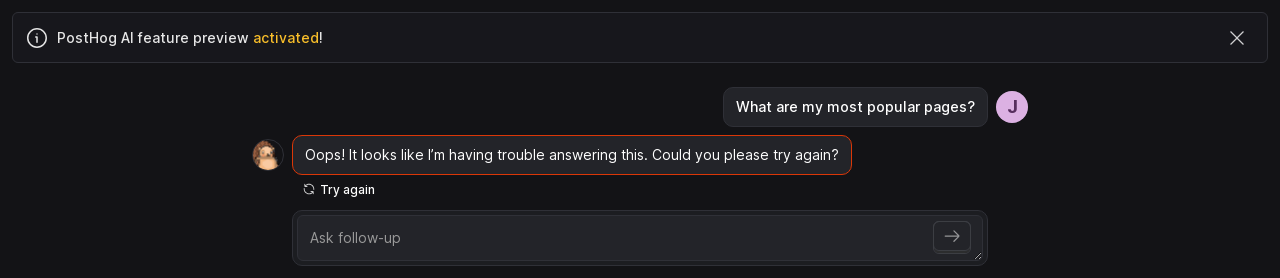 PostHog AI feature preview activated!
What are my most popular pages?
J
Oops! It looks like I’m having trouble answering this. Could you please try again?
Try again
Ask follow-up